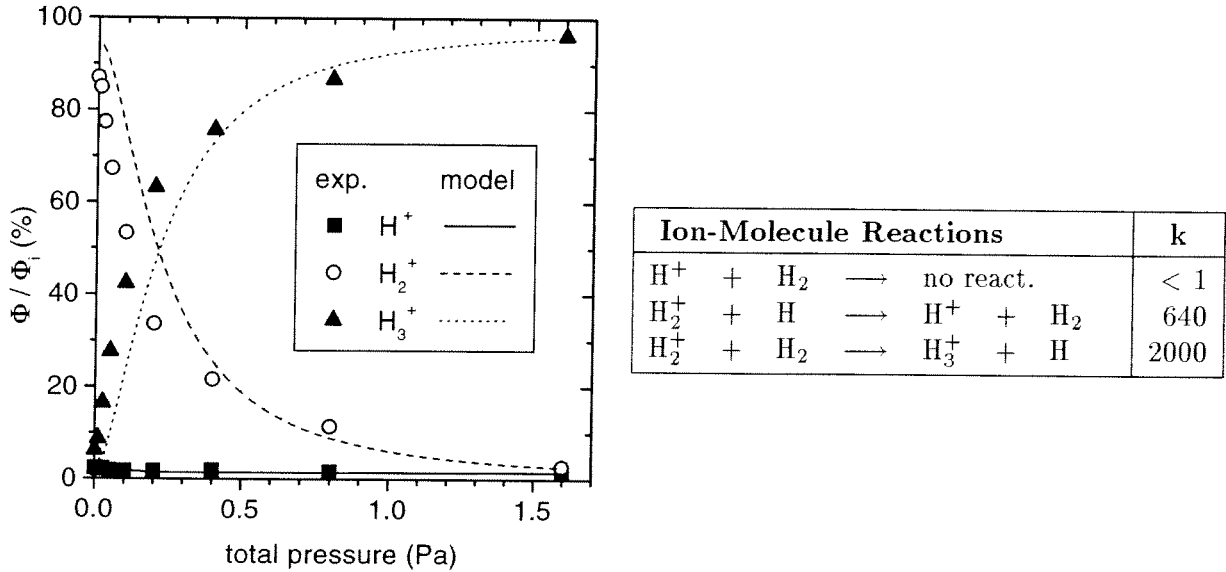 100
80
60
40
20
0
Φ / Φi (%)
exp. model
H+
H2+
H3+
0.0 0.5 1.0 1.5
total pressure (Pa)
Ion-Molecule Reactions k
H+ + H2 ⟶ no react. < 1
H2+ + H ⟶ H+ + H2 640
H2+ + H2 ⟶ H3+ + H 2000